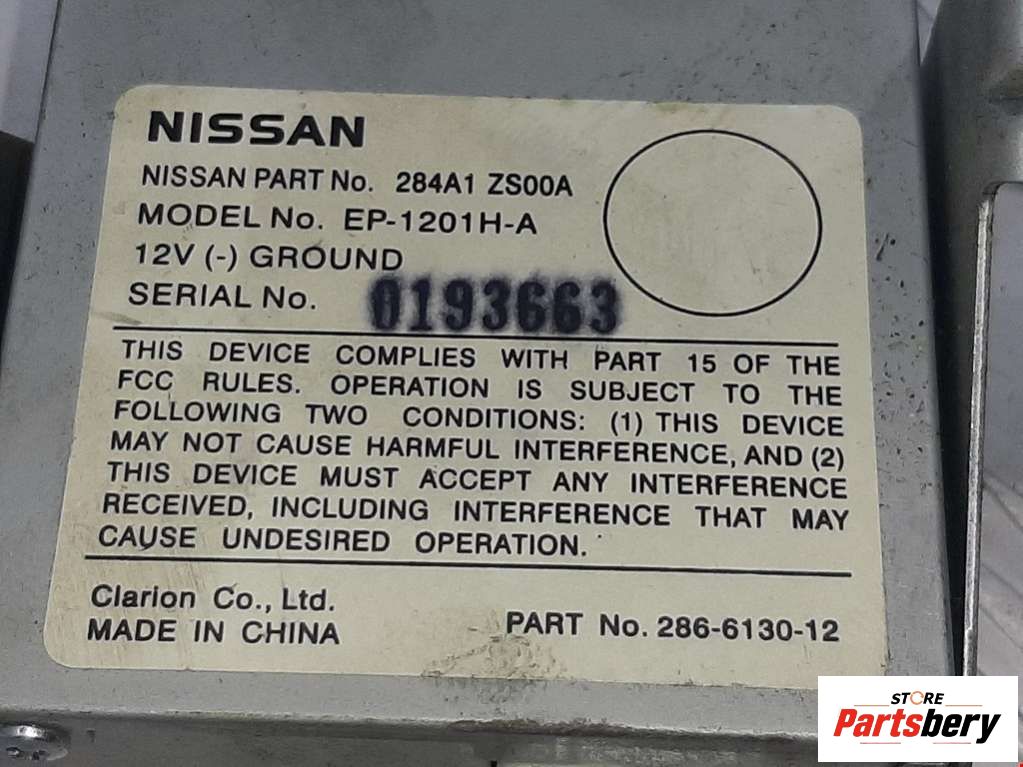 NISSAN
NISSAN PART No. 284A1 ZS00A
MODEL No. EP-1201H-A
12V (-) GROUND
SERIAL No. 0193663
THIS DEVICE COMPLIES WITH PART 15 OF THE
FCC RULES. OPERATION IS SUBJECT TO THE
FOLLOWING TWO CONDITIONS: (1) THIS DEVICE
MAY NOT CAUSE HARMFUL INTERFERENCE, AND (2)
THIS DEVICE MUST ACCEPT ANY INTERFERENCE
RECEIVED, INCLUDING INTERFERENCE THAT MAY
CAUSE UNDESIRED OPERATION.
Clarion Co., Ltd.
MADE IN CHINA
PART No. 286-6130-12
STORE
Partsbery